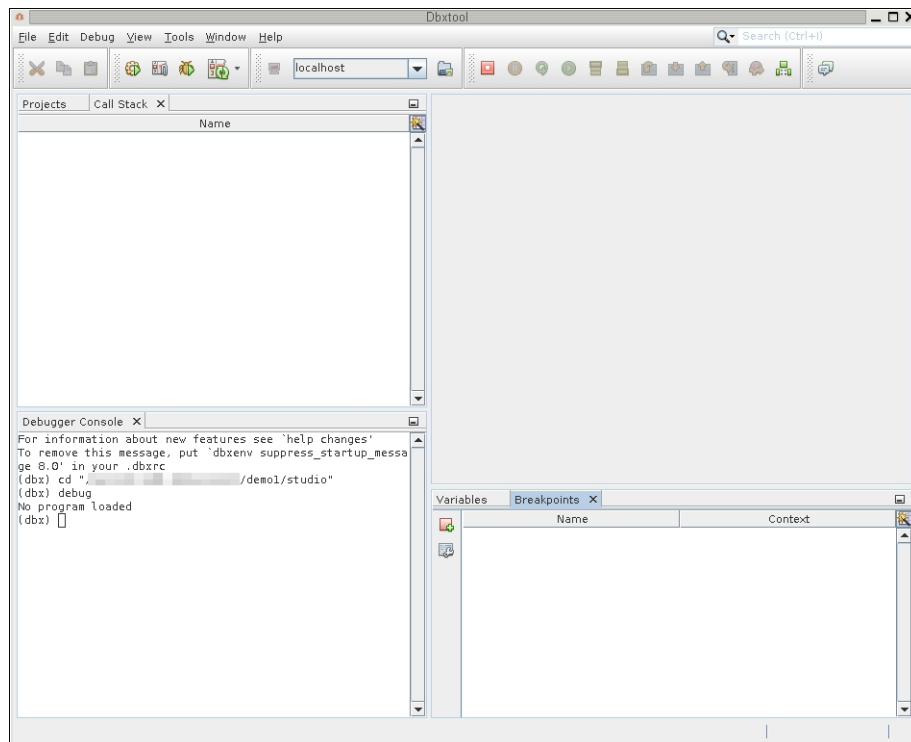 Dbxtool
File Edit Debug View Tools Window Help
Search (Ctrl+I)
localhost
Projects Call Stack
Name
Debugger Console
For information about new features see `help changes'
To remove this message, put `dbxenv suppress_startup_messa
ge 8.0' in your .dbxrc
(dbx) cd "/ /demo1/studio"
(dbx) debug
No program loaded
(dbx)
Variables Breakpoints
Name Context